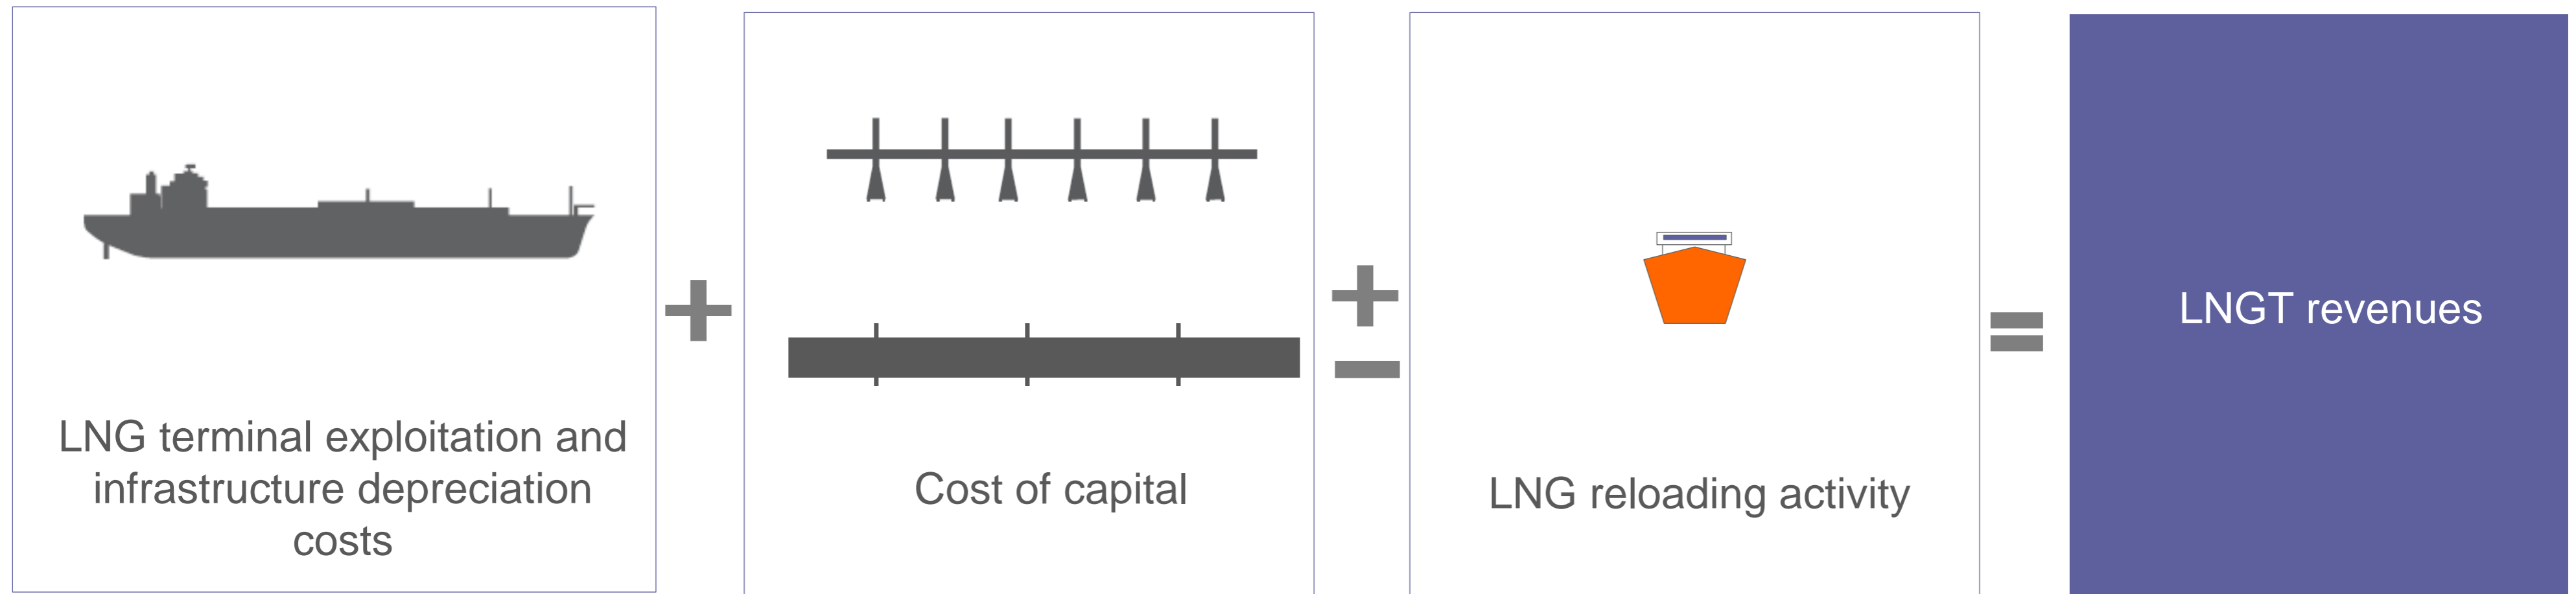 LNG terminal exploitation and
infrastructure depreciation
costs
+
Cost of capital
+
−
LNG reloading activity
=
LNGT revenues